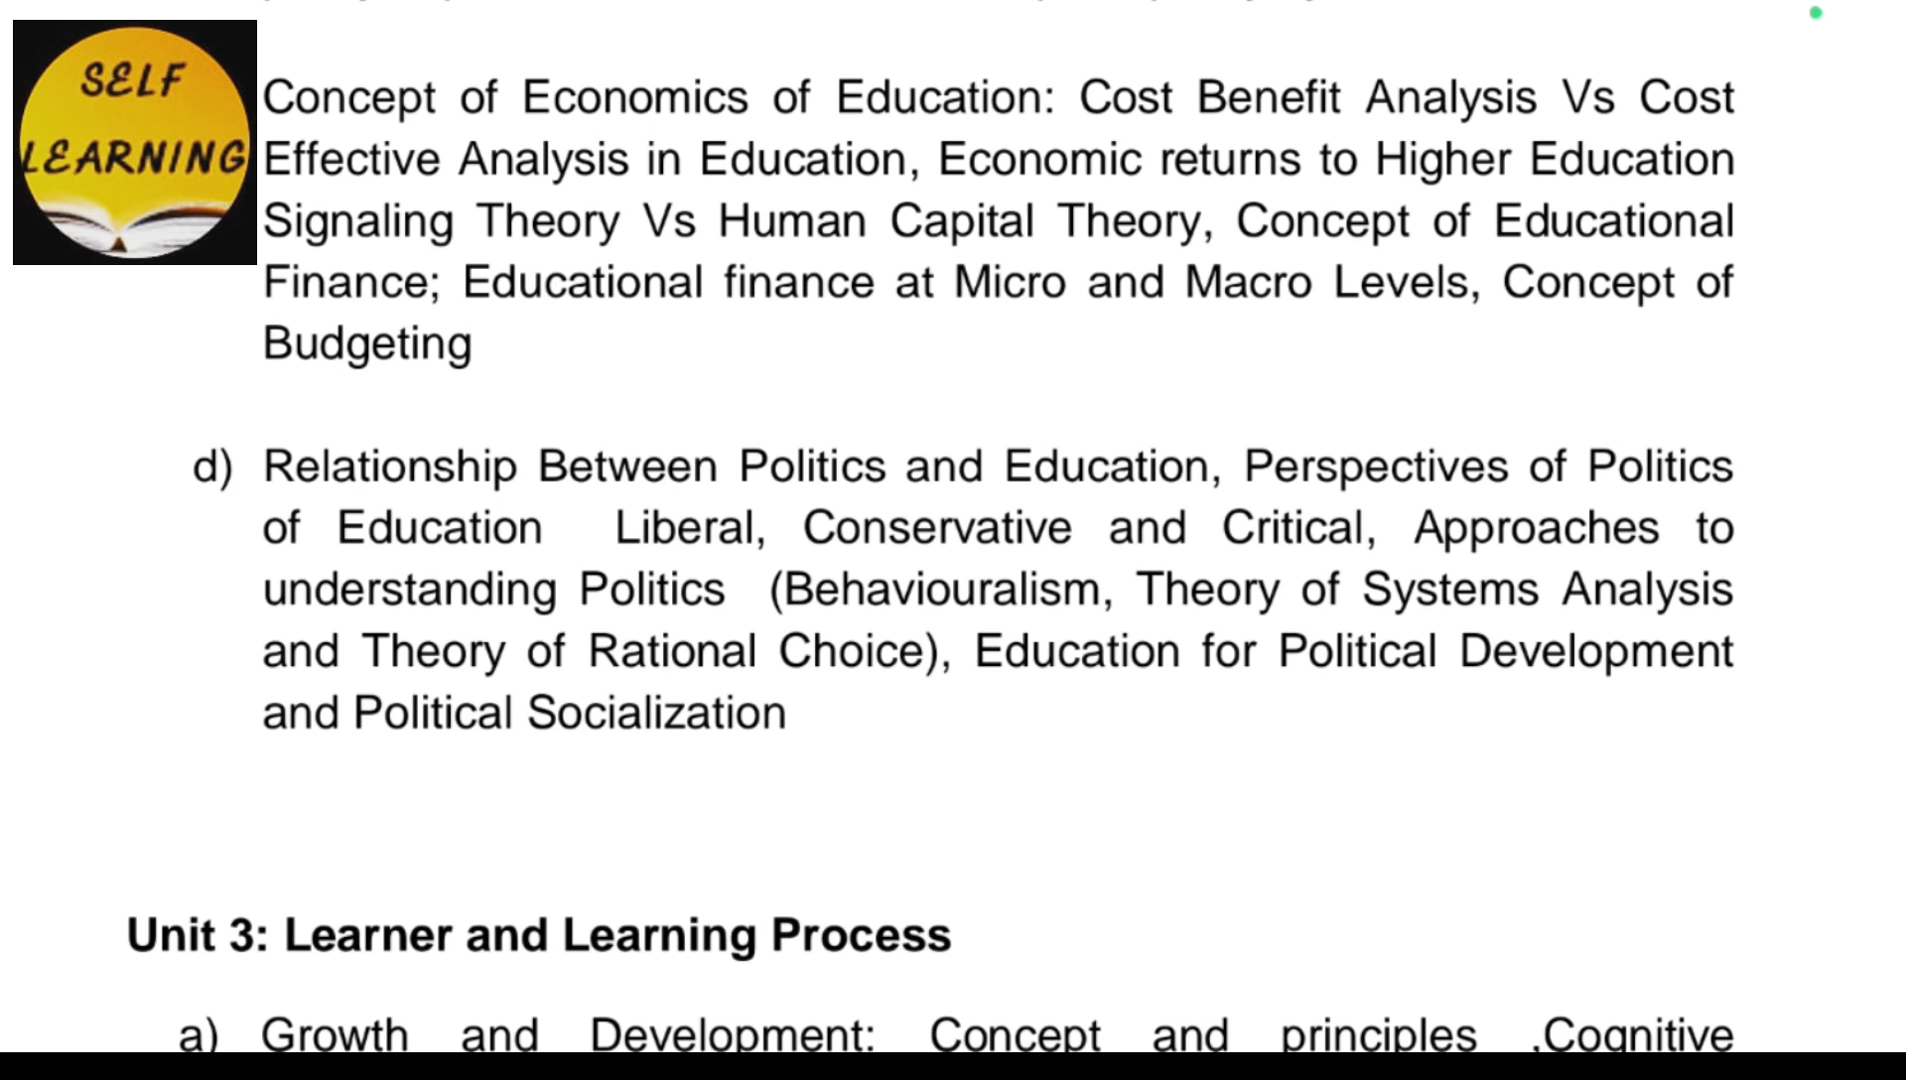 SELF
LEARNING
Concept of Economics of Education: Cost Benefit Analysis Vs Cost
Effective Analysis in Education, Economic returns to Higher Education
Signaling Theory Vs Human Capital Theory, Concept of Educational
Finance; Educational finance at Micro and Macro Levels, Concept of
Budgeting
d) Relationship Between Politics and Education, Perspectives of Politics
of Education Liberal, Conservative and Critical, Approaches to
understanding Politics (Behaviouralism, Theory of Systems Analysis
and Theory of Rational Choice), Education for Political Development
and Political Socialization
Unit 3: Learner and Learning Process
a) Growth and Development: Concept and principles ,Cognitive